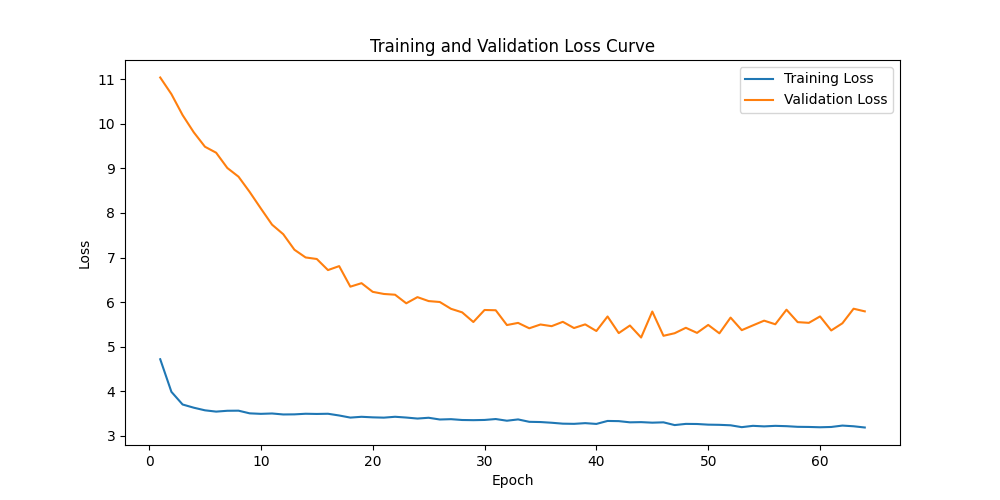 Training and Validation Loss Curve
Training Loss
Validation Loss
11
10
9
8
7
6
5
4
3
Loss
0 10 20 30 40 50 60
Epoch